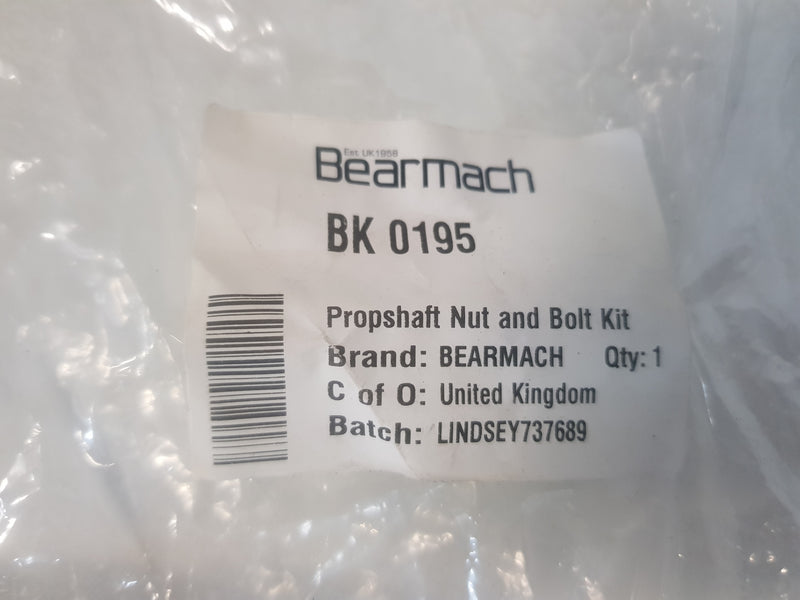 Est UK1958
Bearmach
BK 0195
Propshaft Nut and Bolt Kit
Brand: BEARMACH Qty: 1
C of O: United Kingdom
Batch: LINDSEY737689